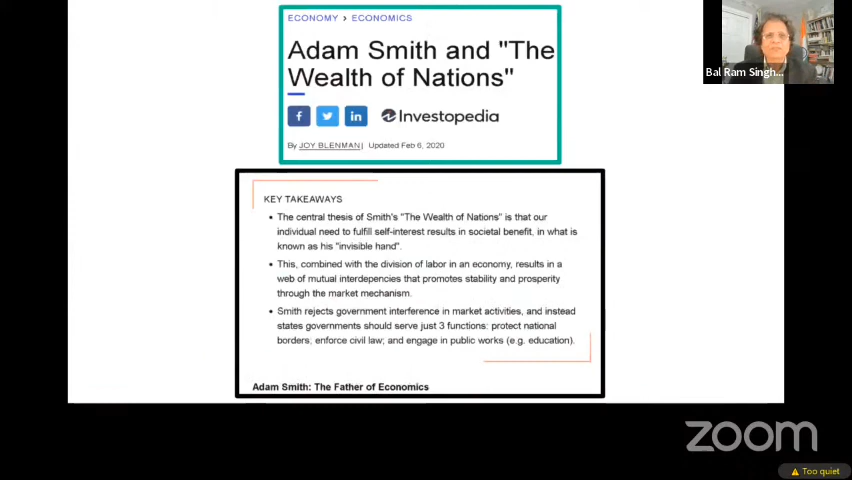 ECONOMY > ECONOMICS
Adam Smith and "The
Wealth of Nations"
Investopedia
By JOY BLENMAN| Updated Feb 6, 2020
KEY TAKEAWAYS
• The central thesis of Smith's "The Wealth of Nations" is that our
individual need to fulfill self-interest results in societal benefit, in what is
known as his "invisible hand".
• This, combined with the division of labor in an economy, results in a
web of mutual interdepencies that promotes stability and prosperity
through the market mechanism.
• Smith rejects government interference in market activities, and instead
states governments should serve just 3 functions: protect national
borders; enforce civil law; and engage in public works (e.g. education).
Adam Smith: The Father of Economics
Bal Ram Singh...
zoom
Too quiet